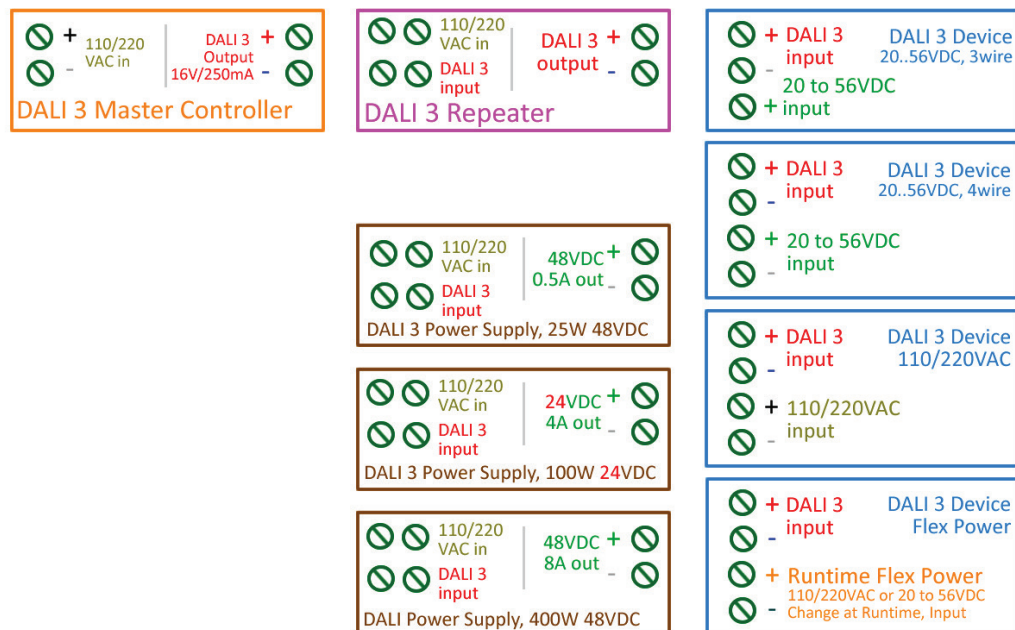 + 110/220
- VAC in
DALI 3 +
Output
16V/250mA -
DALI 3 Master Controller
110/220
VAC in
DALI 3
input
DALI 3 +
output -
DALI 3 Repeater
110/220
VAC in
DALI 3
input
48VDC +
0.5A out -
DALI 3 Power Supply, 25W 48VDC
110/220
VAC in
DALI 3
input
24VDC +
4A out -
DALI 3 Power Supply, 100W 24VDC
110/220
VAC in
DALI 3
input
48VDC +
8A out -
DALI Power Supply, 400W 48VDC
+ DALI 3
- input
20 to 56VDC
+ input
DALI 3 Device
20..56VDC, 3wire
+ DALI 3
- input
+ 20 to 56VDC
- input
DALI 3 Device
20..56VDC, 4wire
+ DALI 3
- input
+ 110/220VAC
- input
DALI 3 Device
110/220VAC
+ DALI 3
- input
DALI 3 Device
Flex Power
+ Runtime Flex Power
110/220VAC or 20 to 56VDC
- Change at Runtime, Input